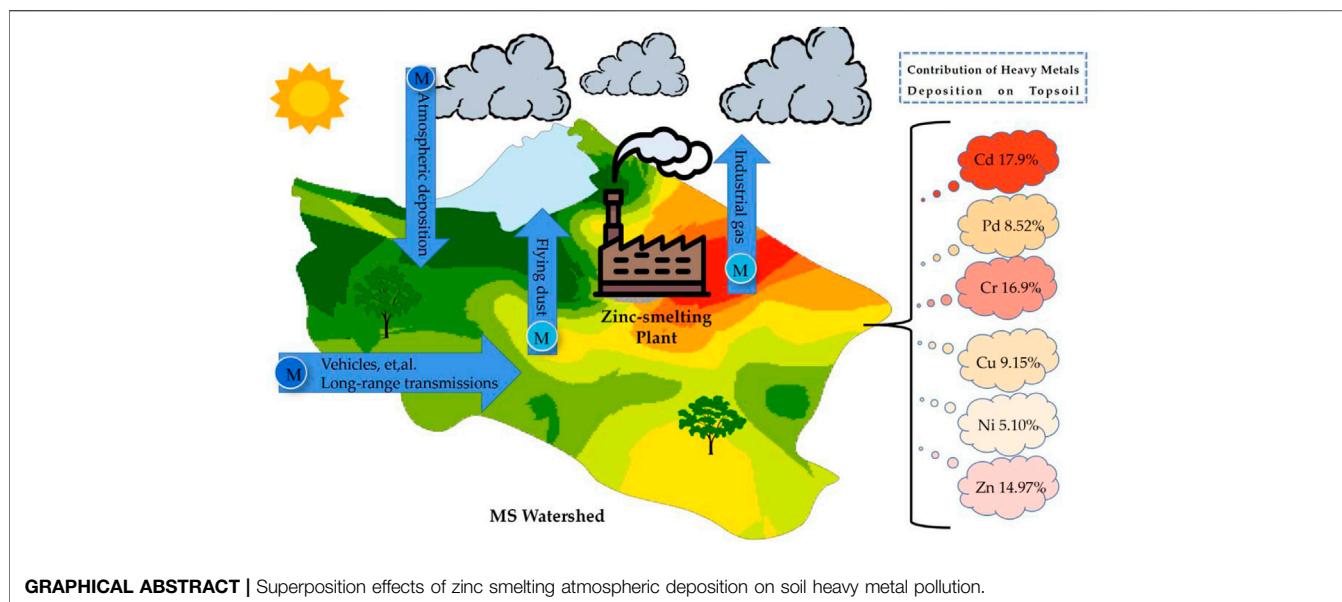 Contribution of Heavy Metals
Deposition on Topsoil
M
Atmospheric deposition
Industrial gas
M
Flying dust
M
Zinc-smelting
Plant
M
Vehicles, et,al.
Long-range transmissions
Cd 17.9%
Pd 8.52%
Cr 16.9%
Cu 9.15%
Ni 5.10%
Zn 14.97%
MS Watershed
GRAPHICAL ABSTRACT | Superposition effects of zinc smelting atmospheric deposition on soil heavy metal pollution.